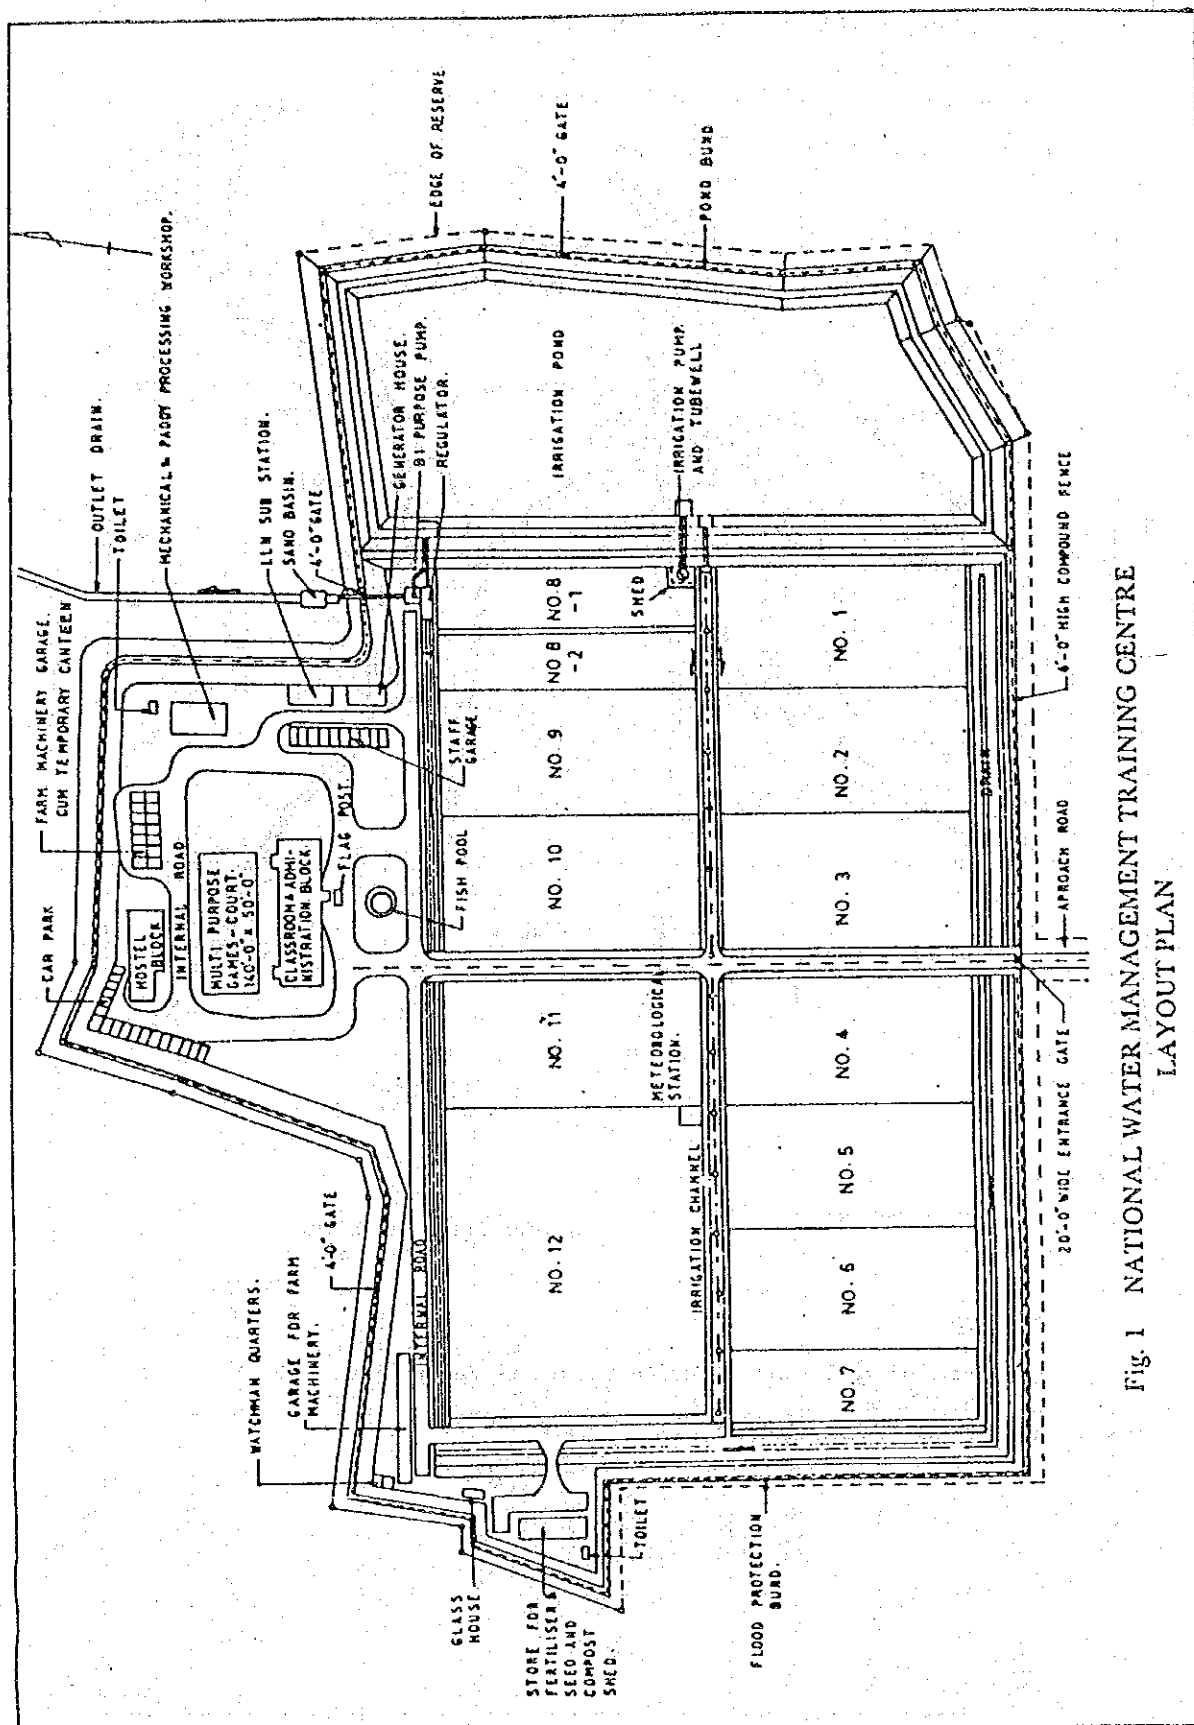 EDGE OF RESERVE
4'-0" GATE
POND BUND
MECHANICAL & PADDY PROCESSING WORKSHOP.
OUTLET DRAIN.
TOILET
LLN SUB STATION.
SAND BASIN.
4'-0" GATE
GENERATOR HOUSE.
BI PURPOSE PUMP.
REGULATOR.
IRRIGATION POND
IRRIGATION PUMP.
AND TUBEWELL
SHED
FARM MACHINERY GARAGE.
CUM TEMPORARY CANTEEN
CAR PARK
HOSTEL
BLOCK
INTERNAL ROAD
MULTI PURPOSE
GAMES-COURT.
140'-0" X 50'-0"
CLASSROOM & ADMI-
NISTRATION BLOCK
FLAG POST
STAFF
GARAGE
FISH POOL
NO. 8
-1
NO 8
-2
NO. 9
NO. 10
NO. 11
NO. 12
NO. 1
NO. 2
NO. 3
NO. 4
NO. 5
NO. 6
NO. 7
METEOROLOGICAL
STATION.
IRRIGATION CHANNEL
DRAIN
6'-0" HIGH COMPOUND FENCE
APROACH ROAD
20'-0" WIDE ENTRANCE GATE
4'-0" GATE
INTERNAL ROAD
WATCHMAN QUARTERS.
GARAGE FOR FARM
MACHINERY.
GLASS
HOUSE
STORE FOR
FERTILISER &
SEED AND
COMPOST
SHED.
TOILET
FLOOD PROTECTION
BUND.
Fig. 1 NATIONAL WATER MANAGEMENT TRAINING CENTRE
LAYOUT PLAN